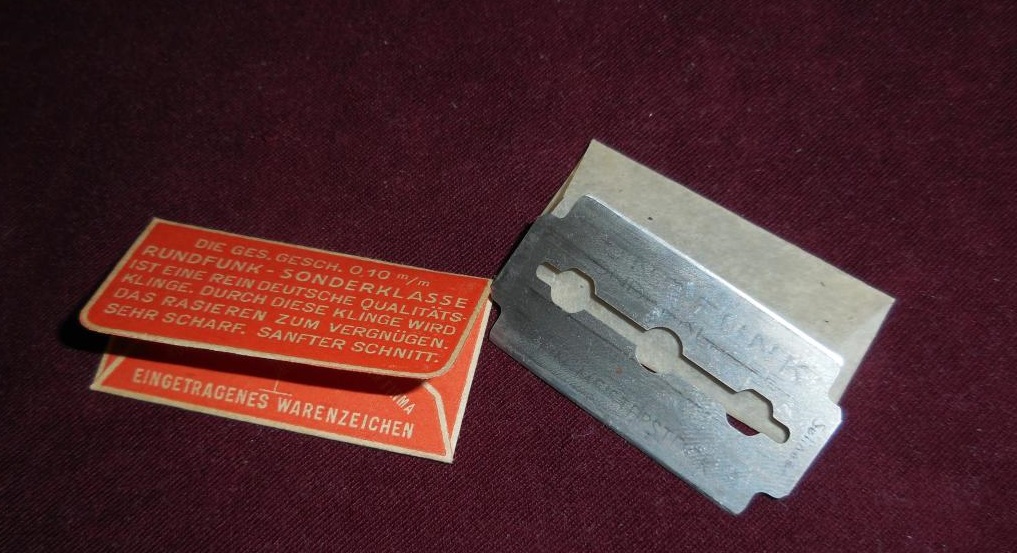 DIE GES. GESCH. 0,10 m/m
RUNDFUNK-SONDERKLASSE
IST EINE REIN DEUTSCHE QUALITÄTS-
KLINGE. DURCH DIESE KLINGE WIRD
DAS RASIEREN ZUM VERGNÜGEN.
SEHR SCHARF. SANFTER SCHNITT.
EINGETRAGENES WARENZEICHEN